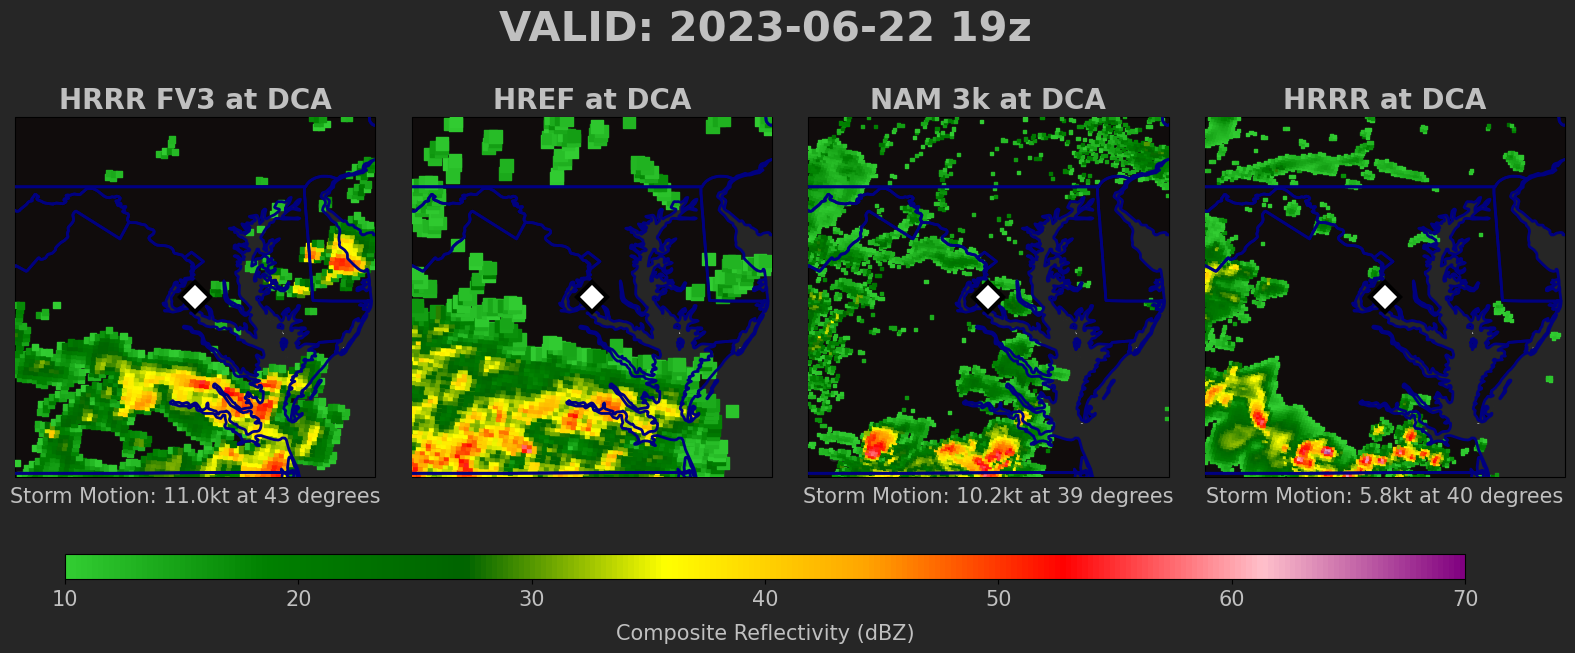 VALID: 2023-06-22 19z
HRRR FV3 at DCA
HREF at DCA
NAM 3k at DCA
HRRR at DCA
Storm Motion: 11.0kt at 43 degrees
Storm Motion: 10.2kt at 39 degrees
Storm Motion: 5.8kt at 40 degrees
10 20 30 40 50 60 70
Composite Reflectivity (dBZ)